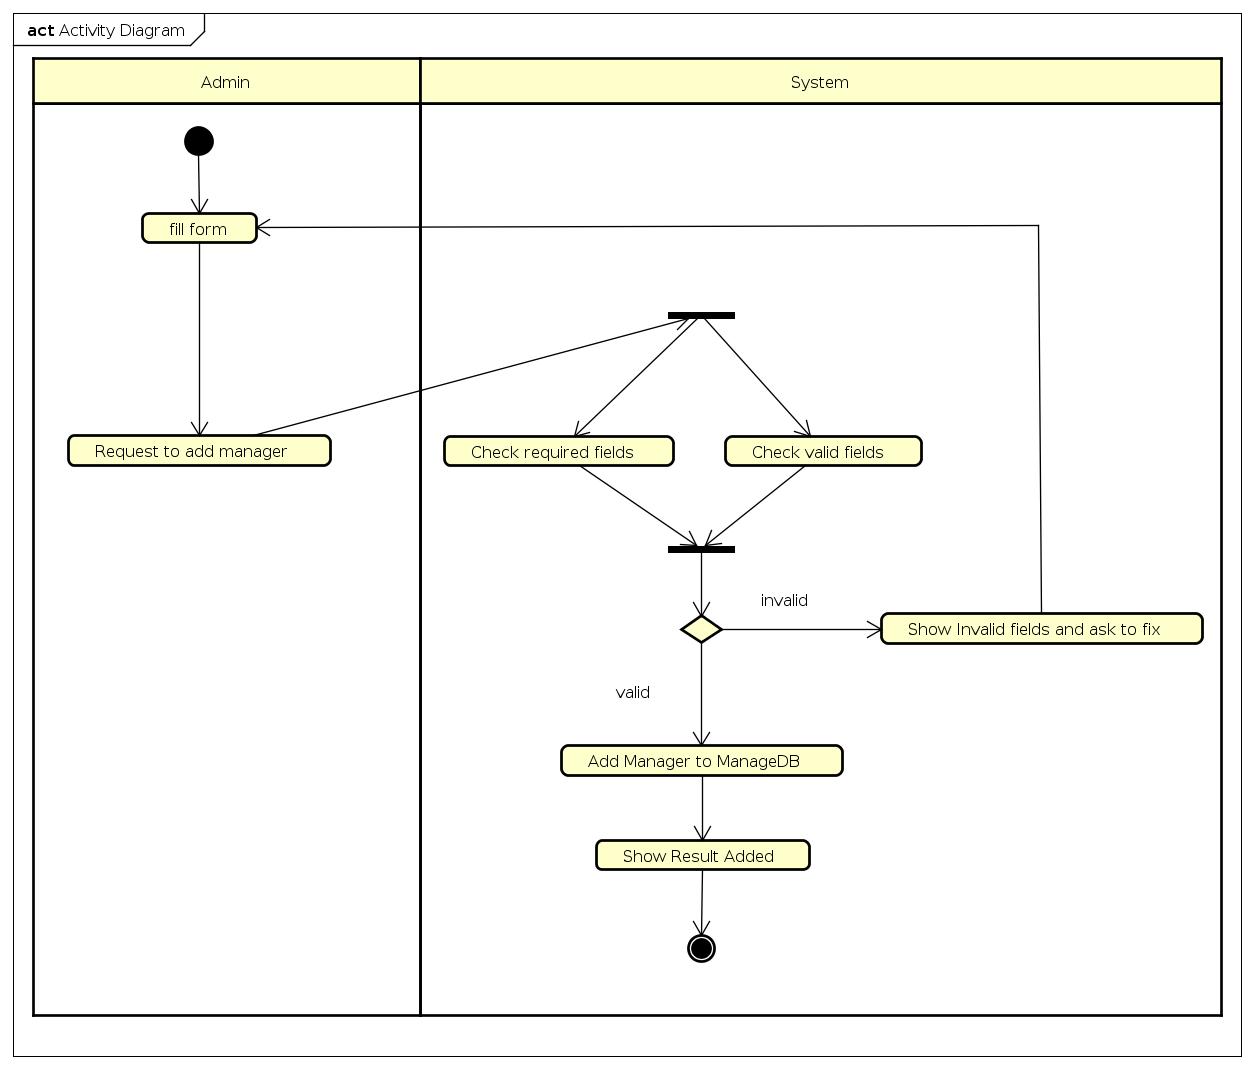 act Activity Diagram
Admin
System
fill form
Request to add manager
Check required fields
Check valid fields
invalid
Show Invalid fields and ask to fix
valid
Add Manager to ManageDB
Show Result Added